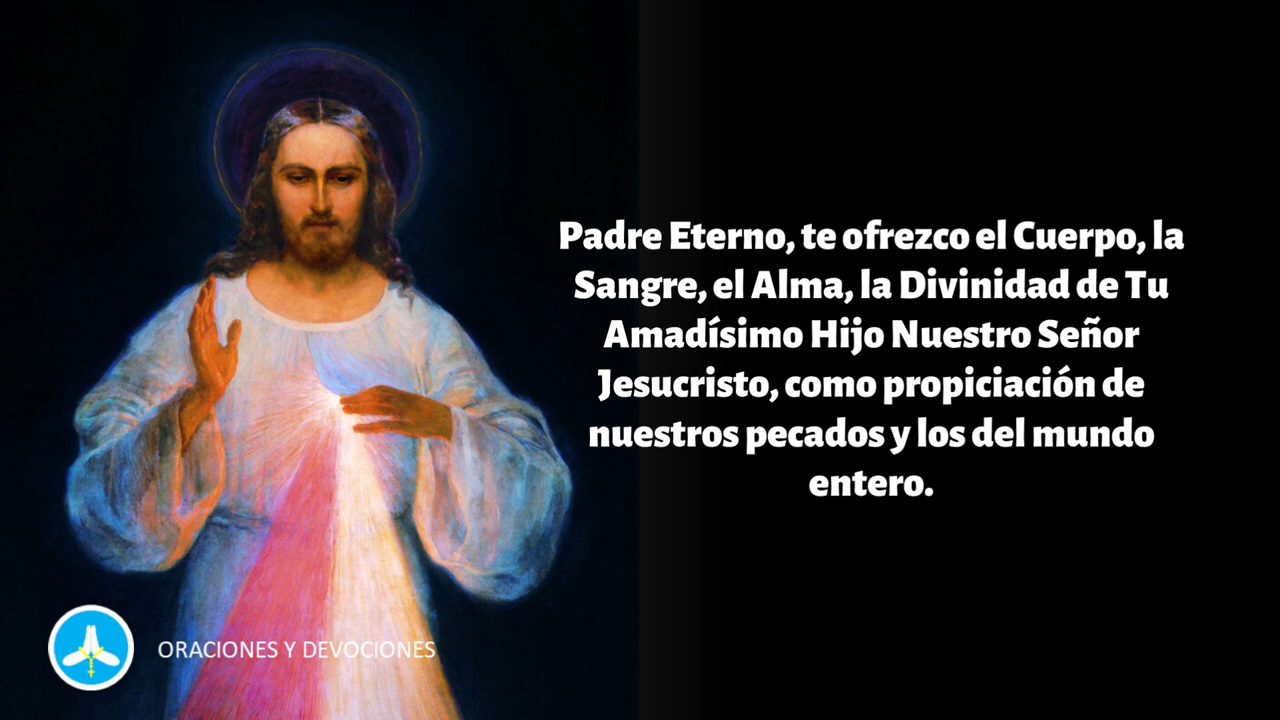 Padre Eterno, te ofrezco el Cuerpo, la
Sangre, el Alma, la Divinidad de Tu
Amadísimo Hijo Nuestro Señor
Jesucristo, como propiciación de
nuestros pecados y los del mundo
entero.
ORACIONES Y DEVOCIONES